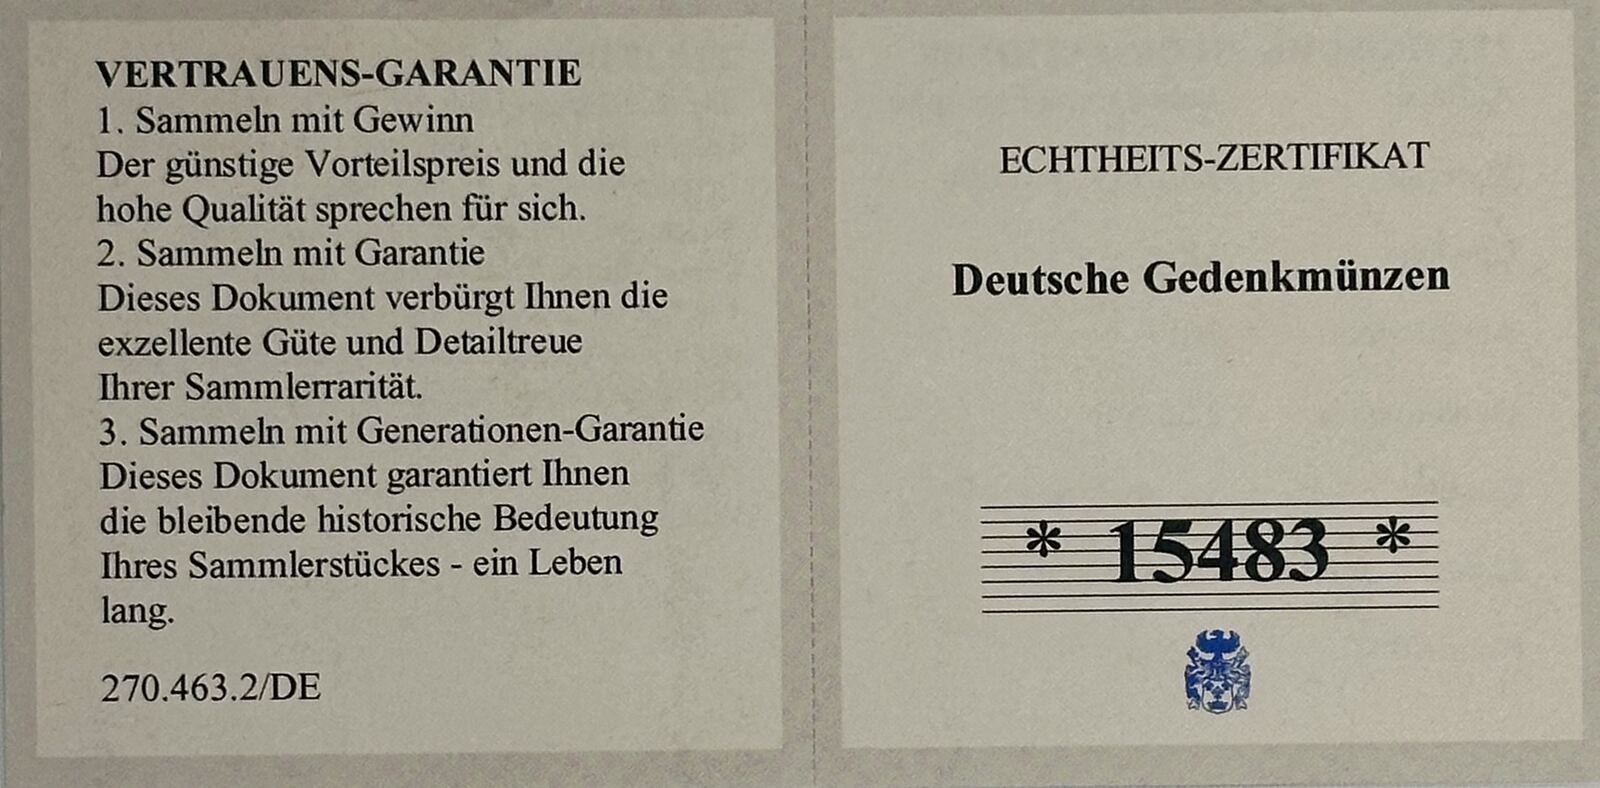 VERTRAUENS-GARANTIE
1. Sammeln mit Gewinn
Der günstige Vorteilspreis und die
hohe Qualität sprechen für sich.
2. Sammeln mit Garantie
Dieses Dokument verbürgt Ihnen die
exzellente Güte und Detailtreue
Ihrer Sammlerrarität.
3. Sammeln mit Generationen-Garantie
Dieses Dokument garantiert Ihnen
die bleibende historische Bedeutung
Ihres Sammlerstückes - ein Leben
lang.
270.463.2/DE
ECHTHEITS-ZERTIFIKAT
Deutsche Gedenkmünzen
* 15483 *